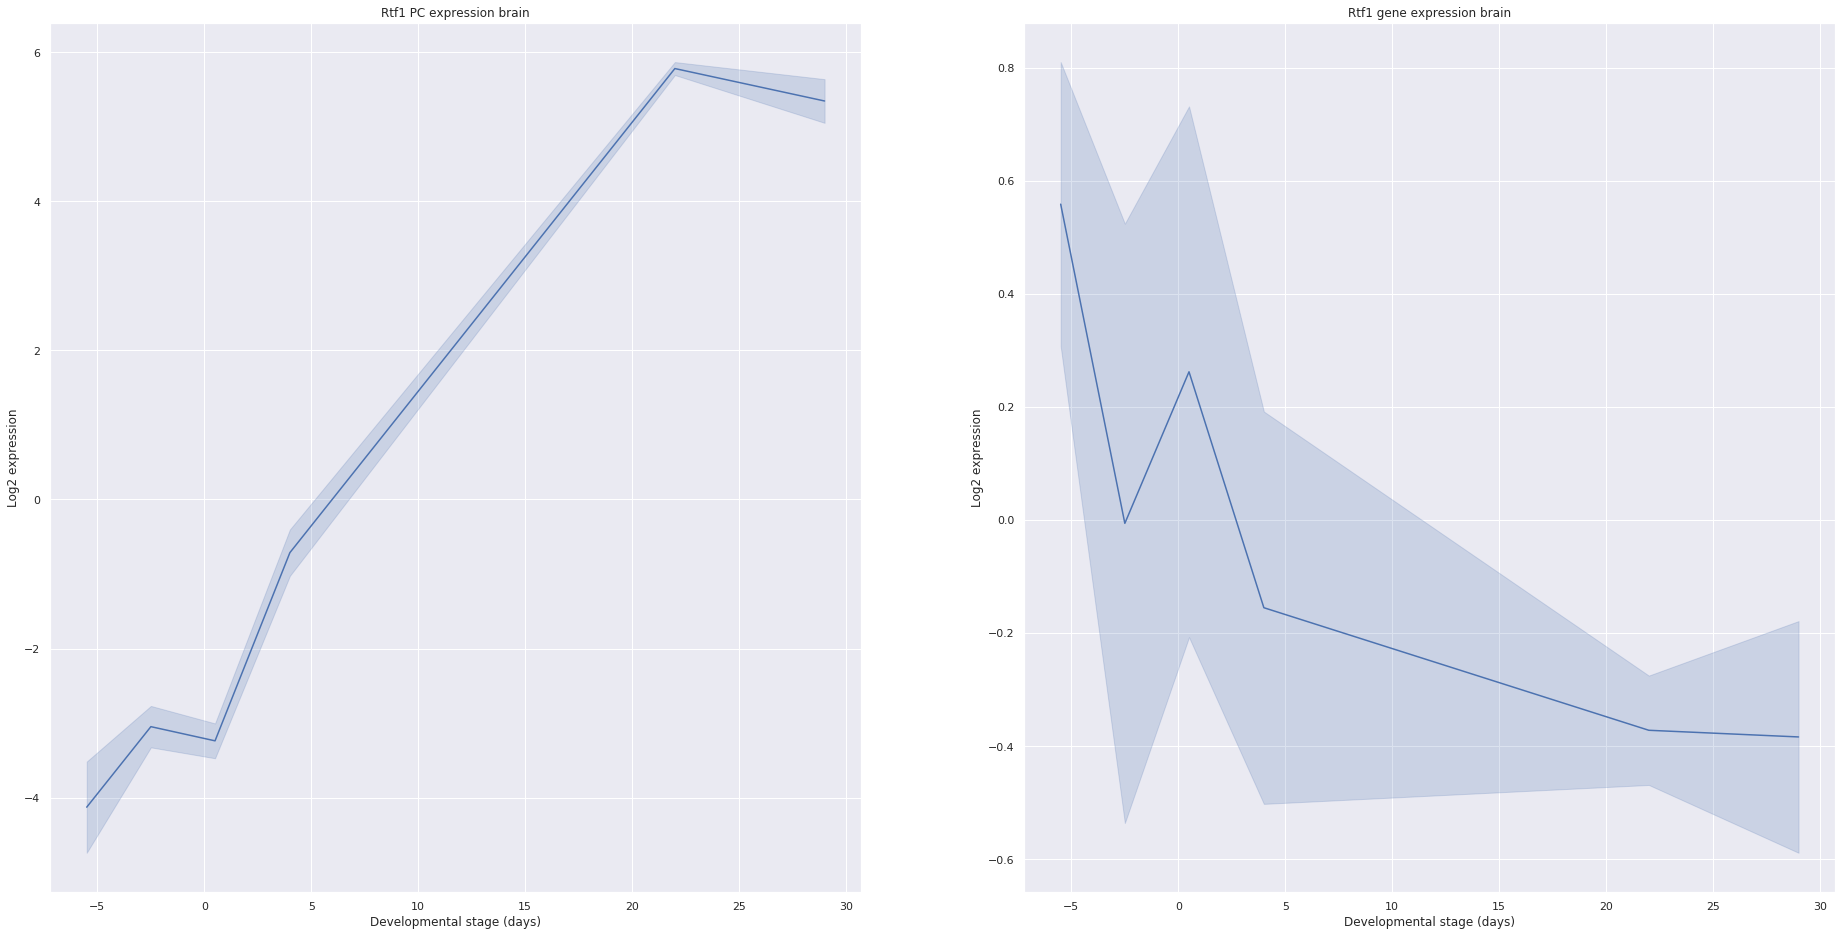 Rtf1 PC expression brain
Log2 expression
6
4
2
0
−2
−4
−5 0 5 10 15 20 25 30
Developmental stage (days)
Rtf1 gene expression brain
Log2 expression
0.8
0.6
0.4
0.2
0.0
−0.2
−0.4
−0.6
−5 0 5 10 15 20 25 30
Developmental stage (days)